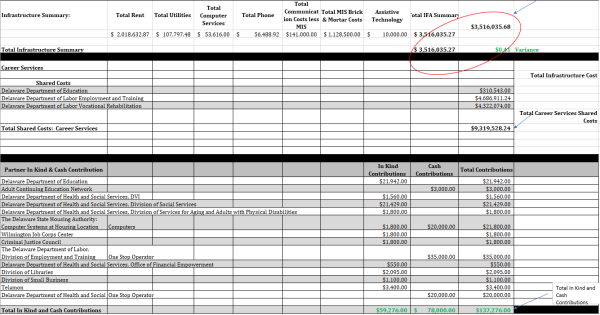 Infrastructure Summary: Total Rent Total Utilities Total Computer Services Total Phone Total Communicat ion Costs less MIS Total MIS Brick & Mortar Costs Assistive Technology Total IFA Summary
$3,516,035.68
$ 2,018,632.87 $ 107,797.48 $ 53,616.00 $ 56,488.92 $141,000.00 $ 1,128,500.00 $ 10,000.00 $ 3,516,035.27
Total Infrastructure Summary $ 3,516,035.27 $0.41 Variance
Career Services
Total Infrastructure Cost
Shared Costs
Delaware Department of Education $310,543.00
Delaware Department of Labor Employment and Training $4,686,911.24
Delaware Department of Labor Vocational Rehabilitation $4,322,074.00
Total Career Services Shared Costs
Total Shared Costs: Career Services $9,319,528.24
Partner In Kind & Cash Contribution In Kind Contributions Cash Contributions Total Contributions
Delaware Department of Education $21,942.00 $21,942.00
Adult Continuing Education Network $3,000.00 $3,000.00
Delaware Department of Health and Social Services, DVI $1,560.00 $1,560.00
Delaware Department of Health and Social Services, Division of Social Services $21,429.00 $21,429.00
Delaware Department of Health and Social Services, Division of Services for Aging and Adults with Physical Disabilities $1,800.00 $1,800.00
The Delaware State Housing Authority:
Computer Systems at Housing Location Computers $1,800.00 $20,000.00 $21,800.00
Wilmington Job Corps Center $1,800.00 $1,800.00
Criminal Justice Council $1,800.00 $1,800.00
The Delaware Department of Labor,
Division of Employment and Training One Stop Operator $35,000.00 $35,000.00
Delaware Department of Health and Social Services, Office of Financial Empowerment $550.00 $550.00
Division of Libraries $2,095.00 $2,095.00
Division of Small Business $1,100.00 $1,100.00
Telamon $3,400.00 $3,400.00
Delaware Department of Health and Social One Stop Operator $20,000.00 $20,000.00
Total In Kind and Cash Contributions
Total In Kind and Cash Contributions $59,276.00 $ 78,000.00 $137,276.00